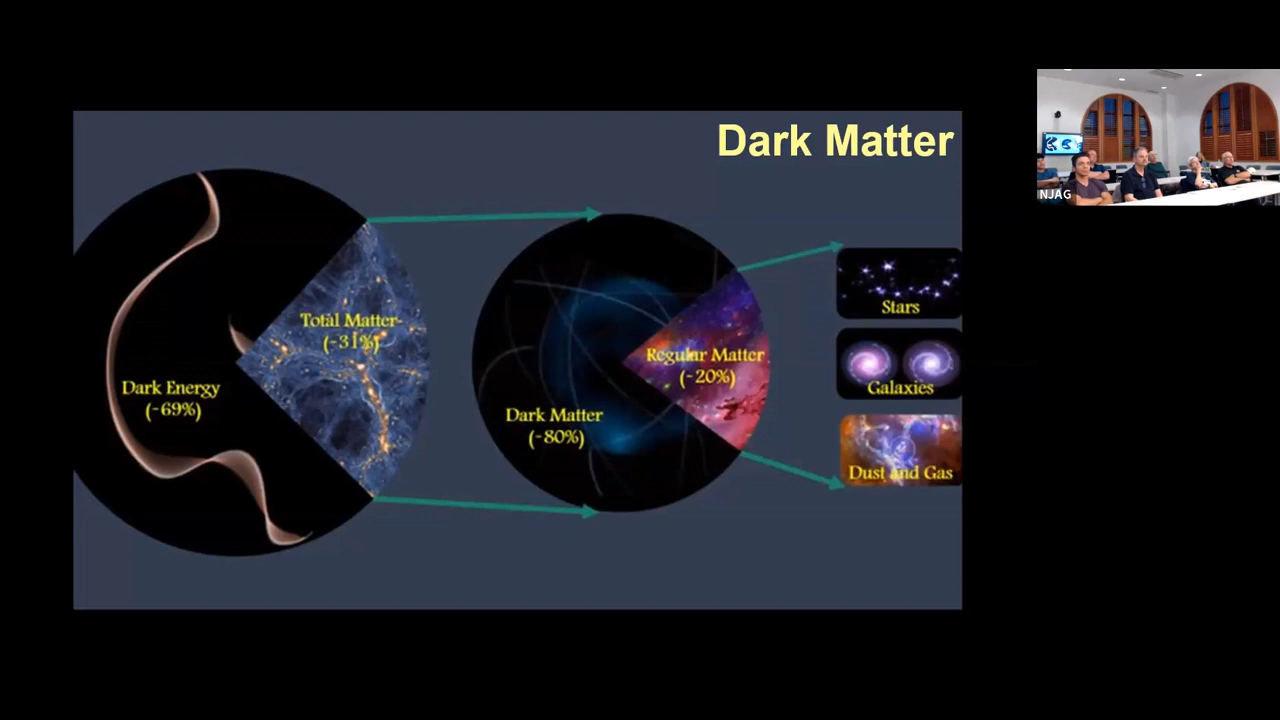 Dark Matter
Total Matter
(~31%)
Dark Energy
(~69%)
Dark Matter
(~80%)
Regular Matter
(~20%)
Stars
Galaxies
Dust and Gas
NJAG